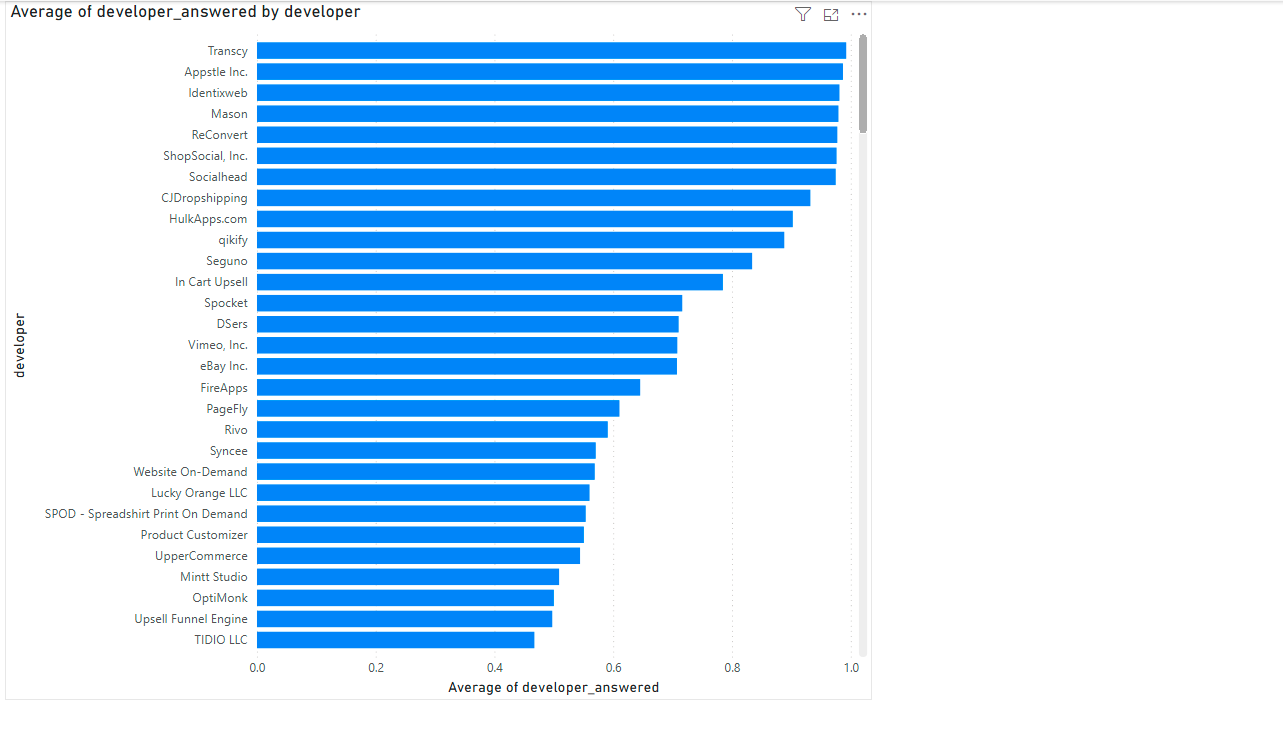 Average of developer_answered by developer
Transcy
Appstle Inc.
Identixweb
Mason
ReConvert
ShopSocial, Inc.
Socialhead
CJDropshipping
HulkApps.com
qikify
Seguno
In Cart Upsell
Spocket
DSers
Vimeo, Inc.
eBay Inc.
FireApps
PageFly
Rivo
Syncee
Website On-Demand
Lucky Orange LLC
SPOD - Spreadshirt Print On Demand
Product Customizer
UpperCommerce
Mintt Studio
OptiMonk
Upsell Funnel Engine
TIDIO LLC
developer
0.0 0.2 0.4 0.6 0.8 1.0
Average of developer_answered